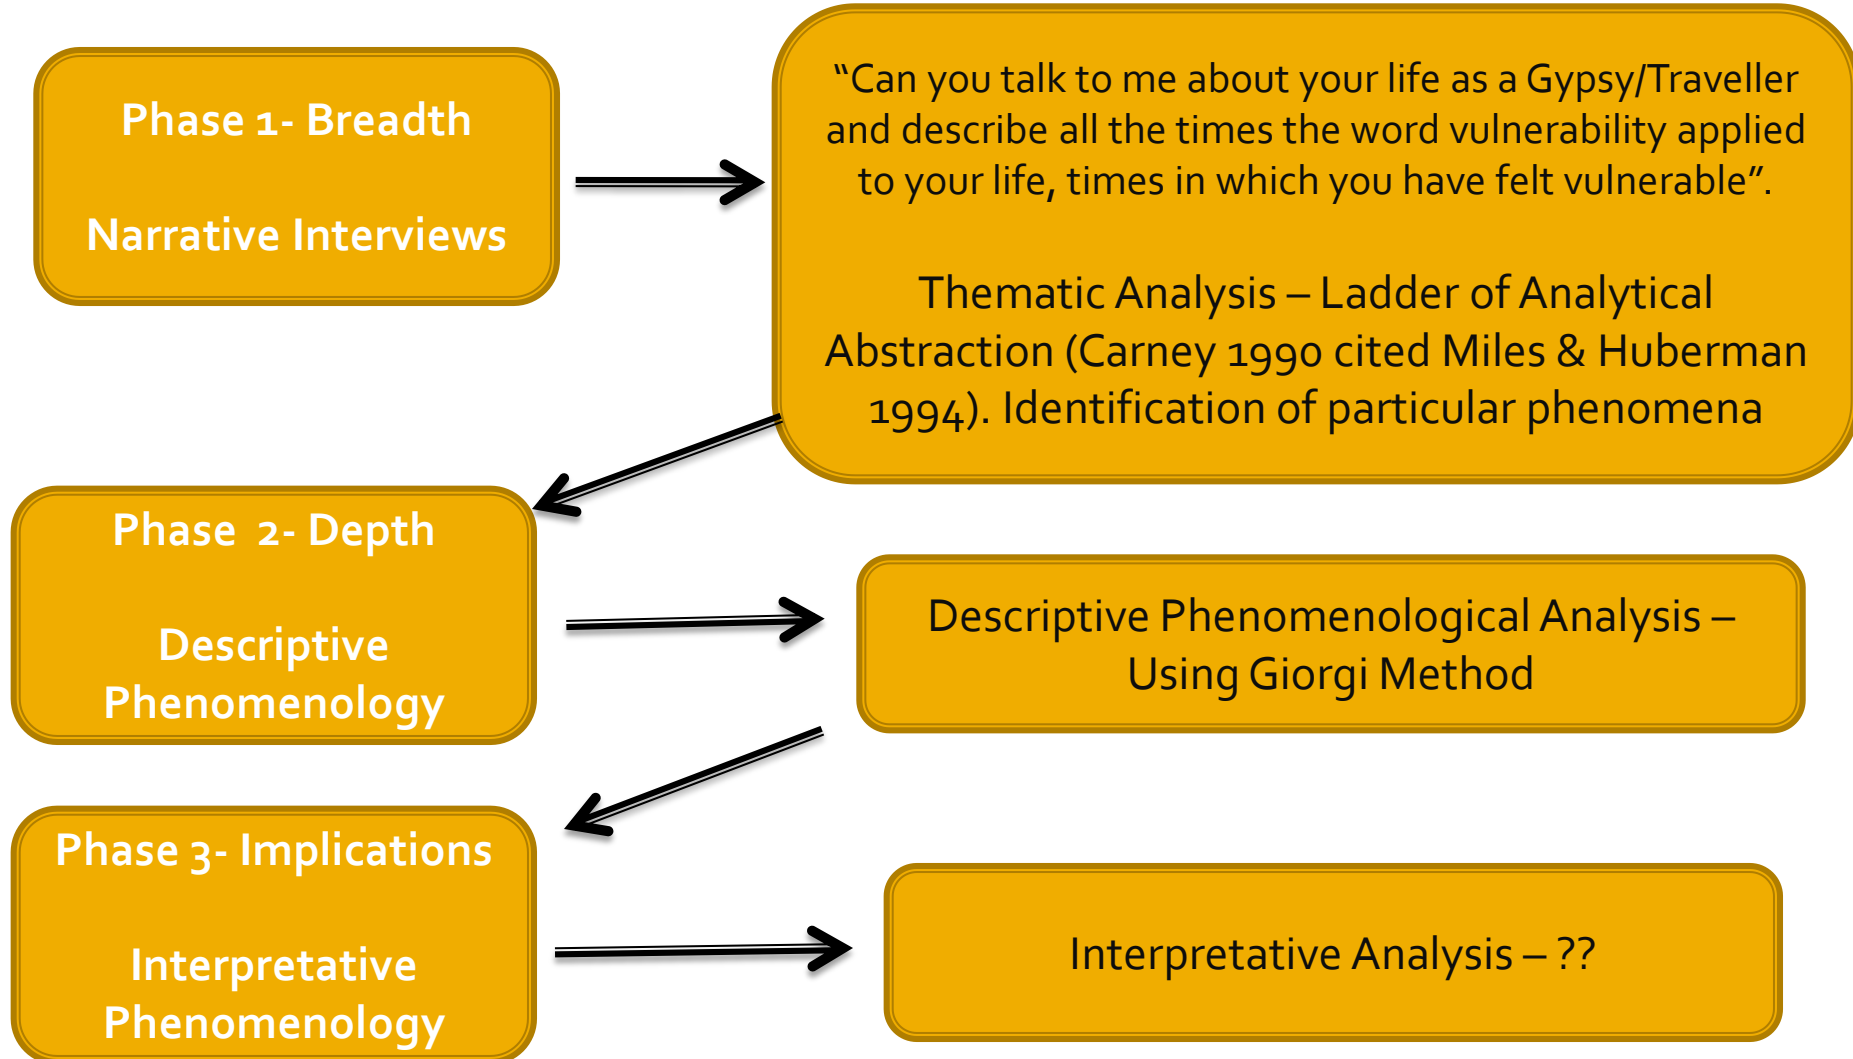 Phase 1- Breadth
Narrative Interviews
“Can you talk to me about your life as a Gypsy/Traveller
and describe all the times the word vulnerability applied
to your life, times in which you have felt vulnerable”.
Thematic Analysis – Ladder of Analytical
Abstraction (Carney 1990 cited Miles & Huberman
1994). Identification of particular phenomena
Phase 2- Depth
Descriptive
Phenomenology
Descriptive Phenomenological Analysis –
Using Giorgi Method
Phase 3- Implications
Interpretative
Phenomenology
Interpretative Analysis – ??